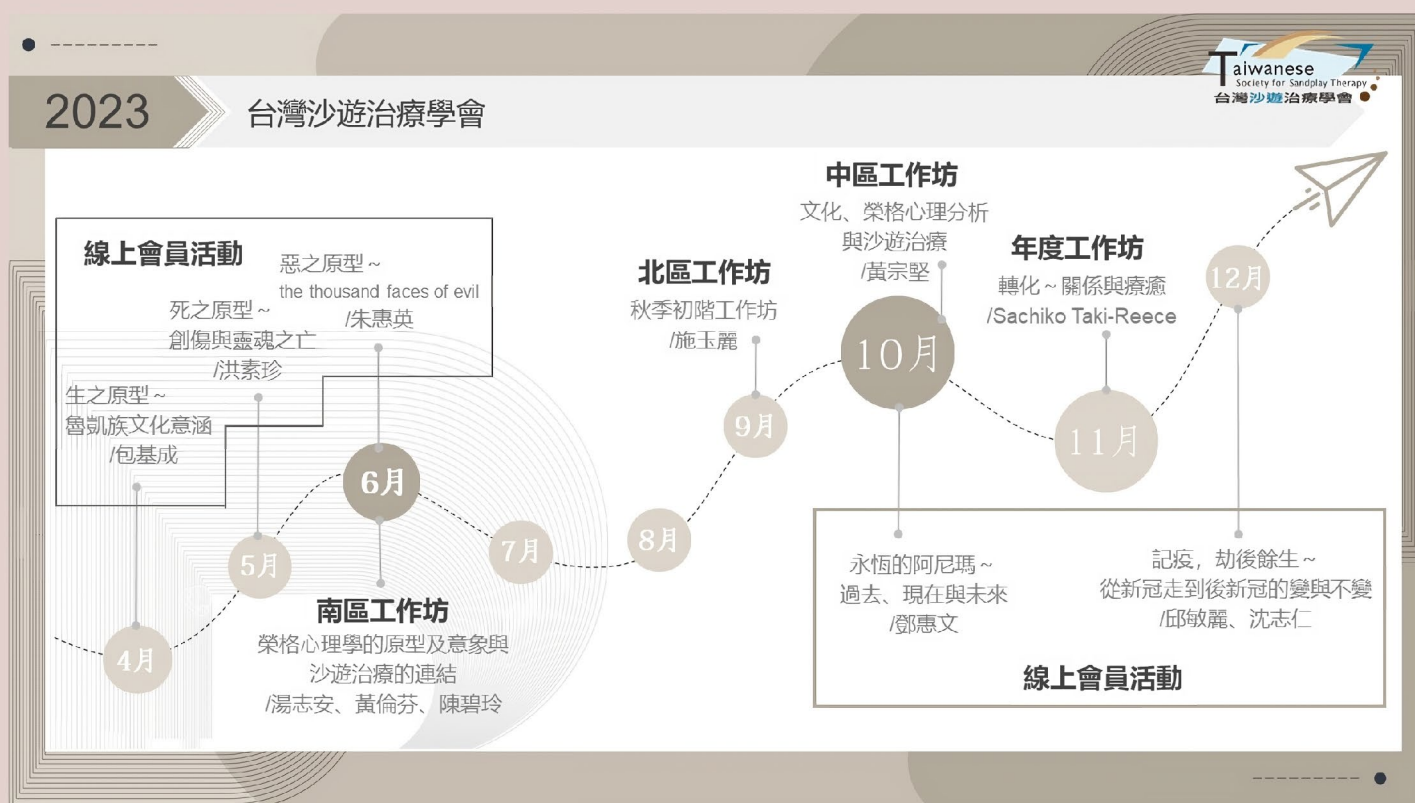 Taiwanese
Society for Sandplay Therapy
台灣沙遊治療學會
2023
台灣沙遊治療學會
線上會員活動
生之原型~
魯凱族文化意涵
/包基成
死之原型~
創傷與靈魂之亡
/洪素珍
惡之原型~
the thousand faces of evil
/朱惠英
4月
5月
6月
南區工作坊
榮格心理學的原型及意象與
沙遊治療的連結
/湯志安、黃倫芬、陳碧玲
7月
8月
北區工作坊
秋季初階工作坊
/施玉麗
9月
中區工作坊
文化、榮格心理分析
與沙遊治療
/黃宗堅
10月
年度工作坊
轉化~關係與療癒
/Sachiko Taki-Reece
11月
12月
永恆的阿尼瑪~
過去、現在與未來
/鄧惠文
記疫，劫後餘生~
從新冠走到後新冠的變與不變
/邱敏麗、沈志仁
線上會員活動